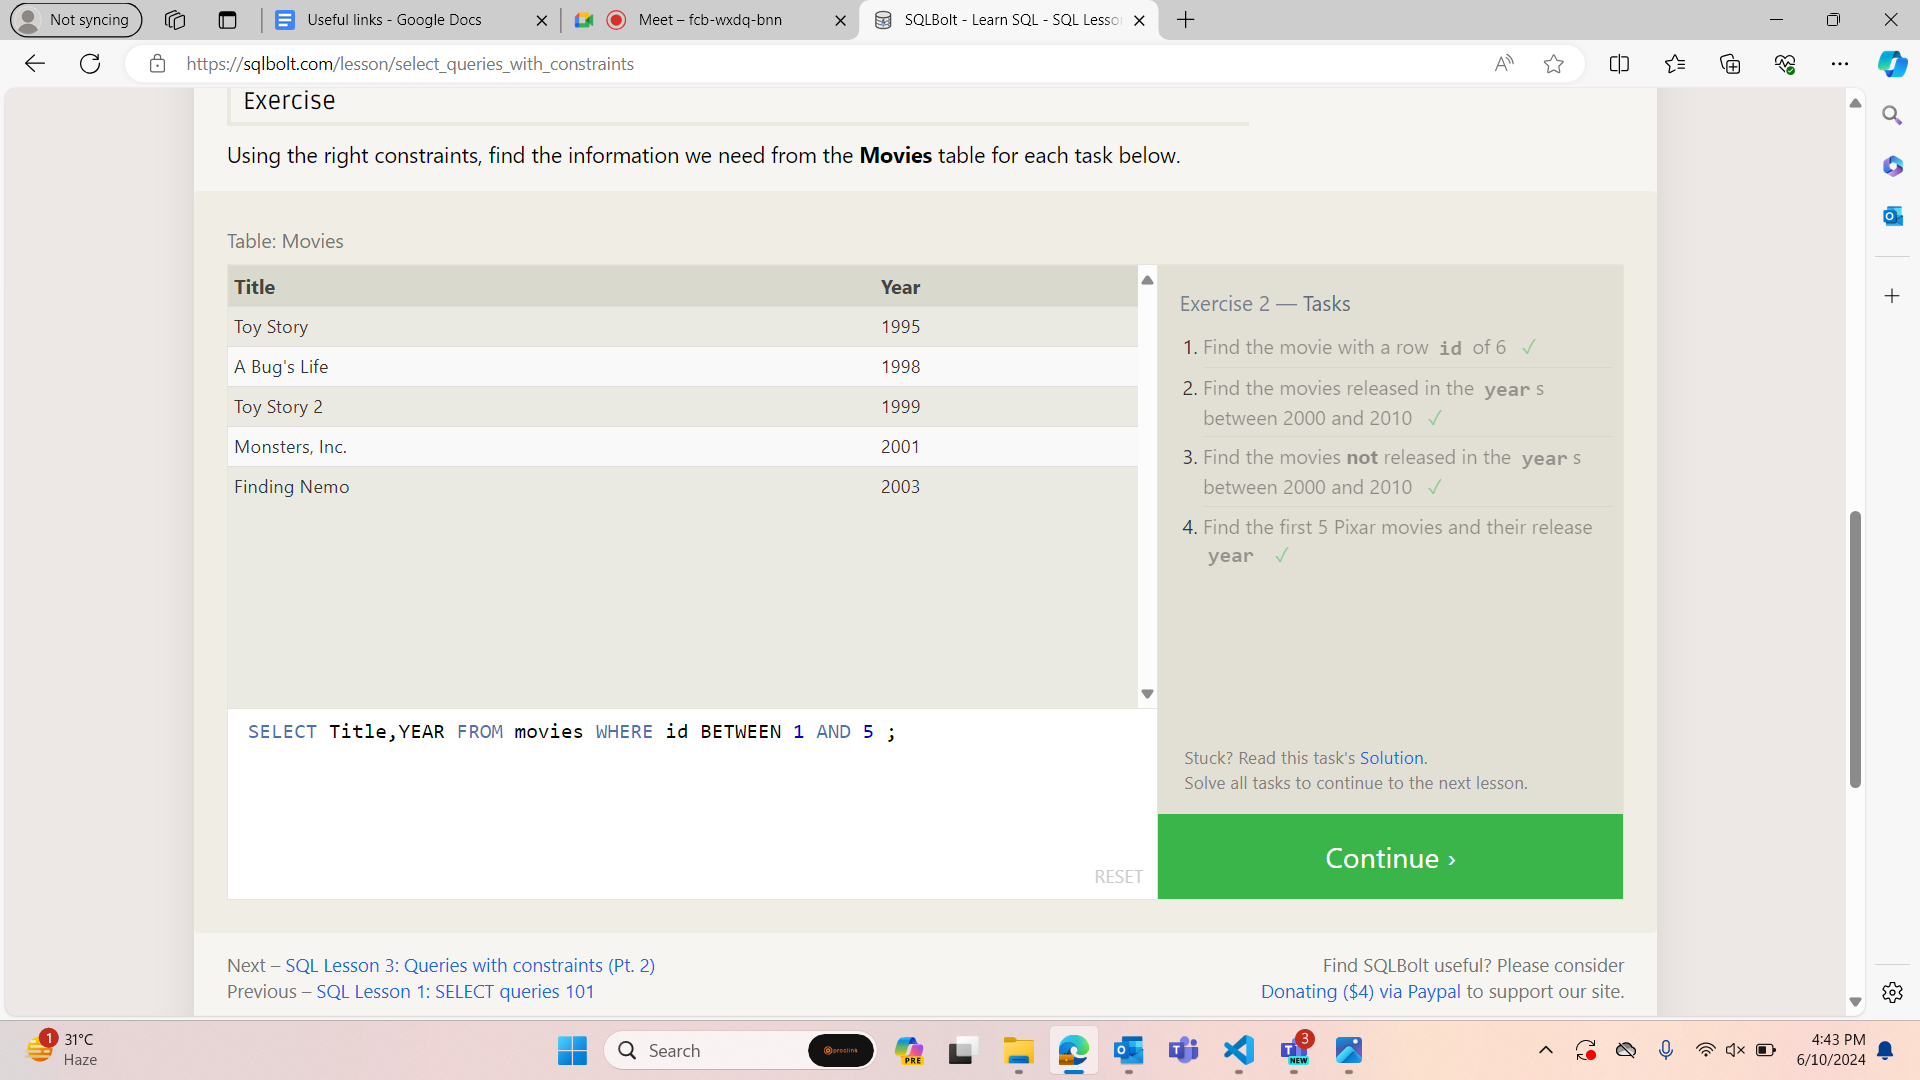 Not syncing
Useful links - Google Docs
Meet – fcb-wxdq-bnn
SQLBolt - Learn SQL - SQL Lesso
https://sqlbolt.com/lesson/select_queries_with_constraints
Exercise
Using the right constraints, find the information we need from the Movies table for each task below.
Table: Movies
Title Year
Toy Story 1995
A Bug's Life 1998
Toy Story 2 1999
Monsters, Inc. 2001
Finding Nemo 2003
Exercise 2 — Tasks
1. Find the movie with a row id of 6 ✓
2. Find the movies released in the year s
between 2000 and 2010 ✓
3. Find the movies not released in the year s
between 2000 and 2010 ✓
4. Find the first 5 Pixar movies and their release
year ✓
SELECT Title,YEAR FROM movies WHERE id BETWEEN 1 AND 5 ;
RESET
Stuck? Read this task's Solution.
Solve all tasks to continue to the next lesson.
Continue ›
Next – SQL Lesson 3: Queries with constraints (Pt. 2)
Previous – SQL Lesson 1: SELECT queries 101
Find SQLBolt useful? Please consider
Donating ($4) via Paypal to support our site.
1
31°C
Haze
Search
proclink
PRE
3
NEW
4:43 PM
6/10/2024